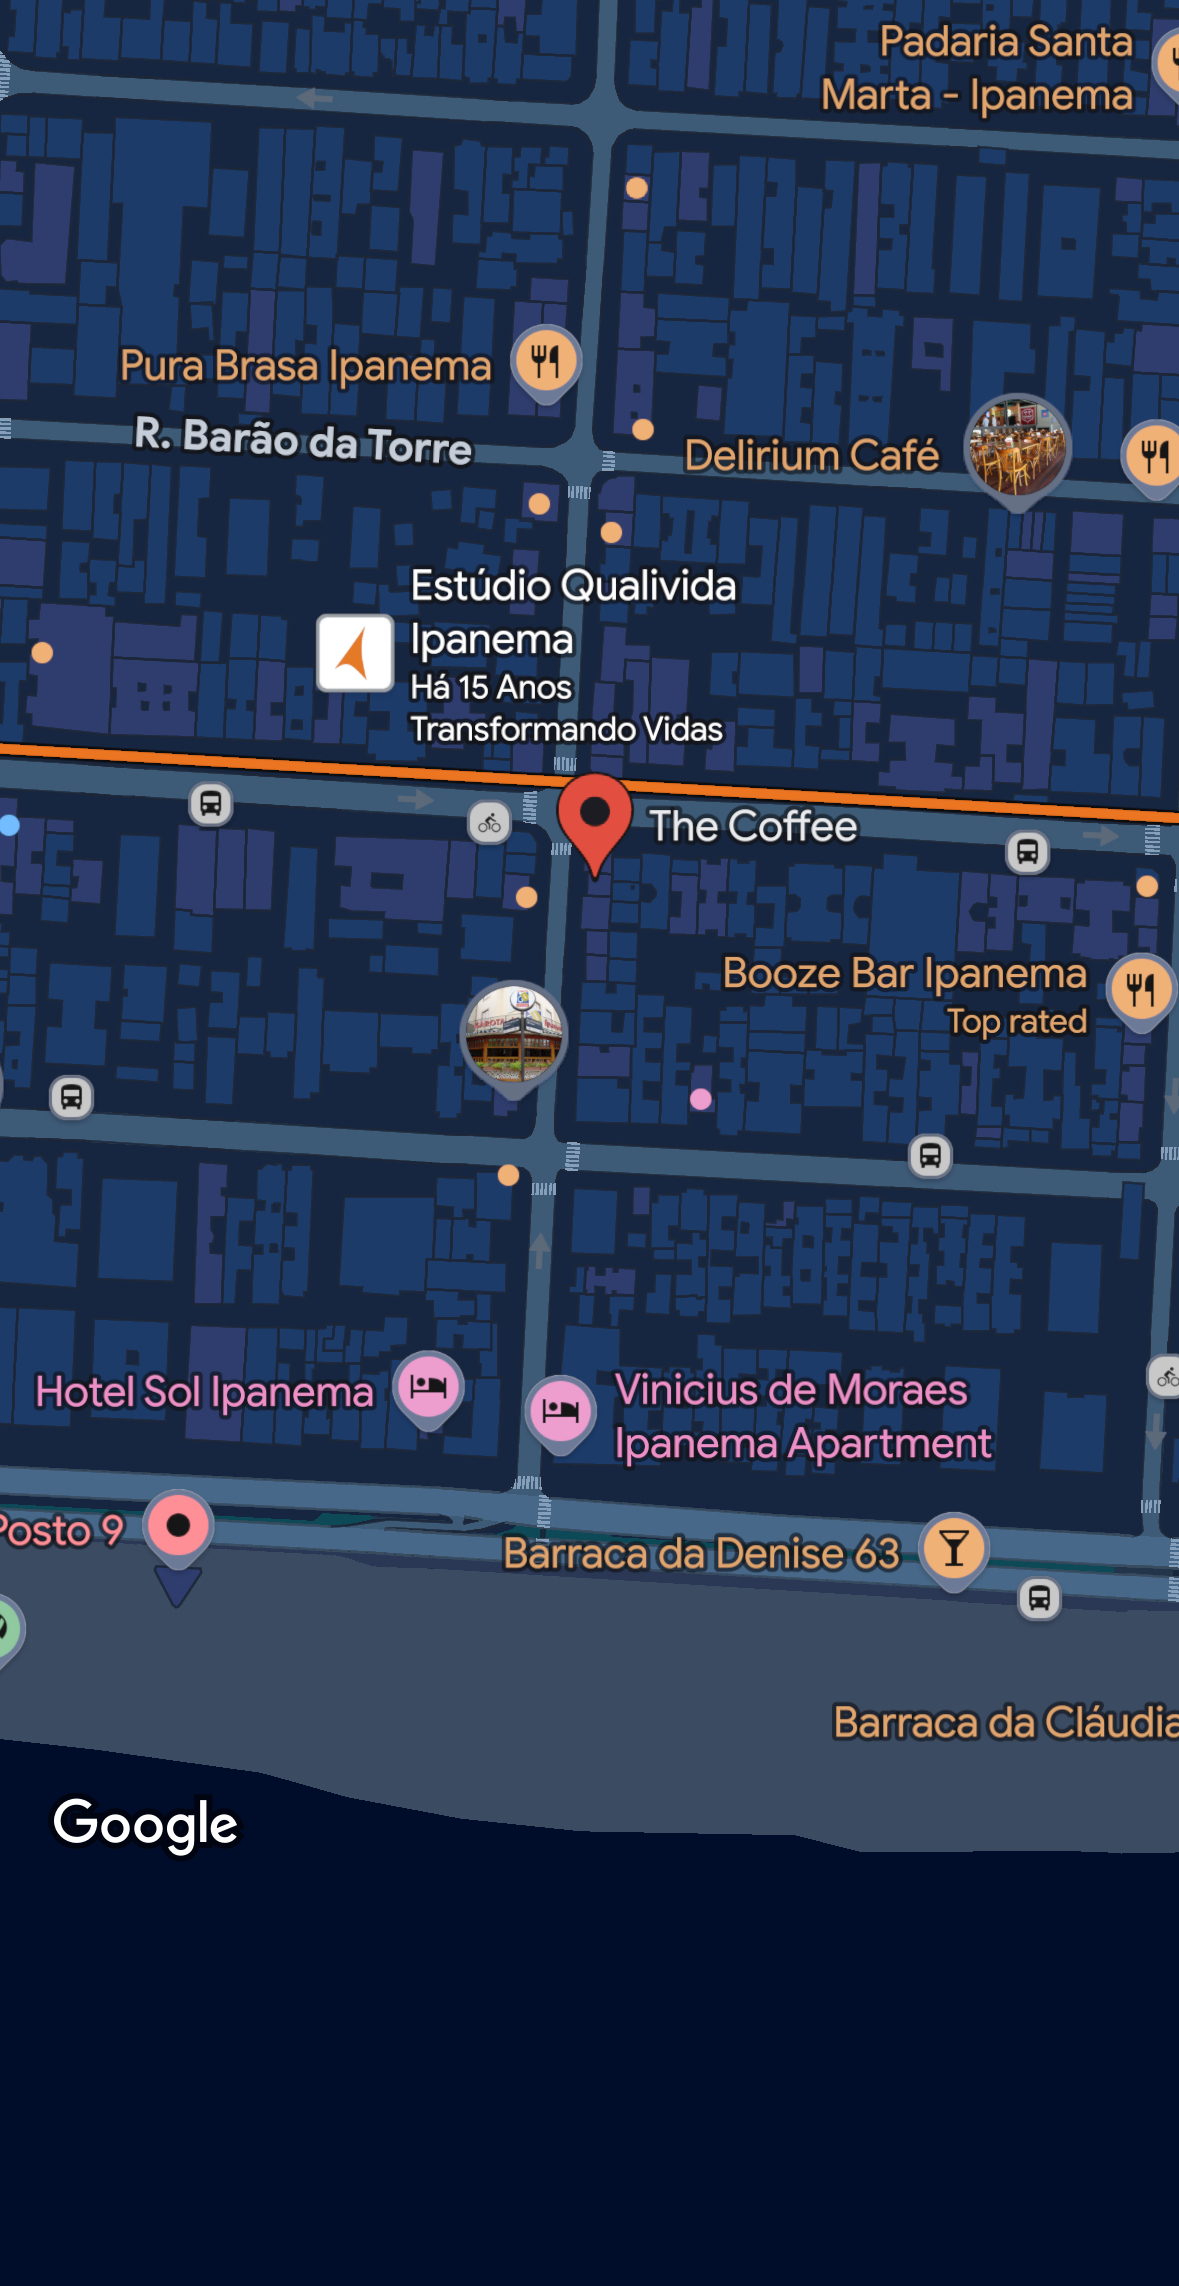 Padaria Santa
Marta - Ipanema
Pura Brasa Ipanema
R. Barão da Torre
Delirium Café
Estúdio Qualivida
Ipanema
Há 15 Anos
Transformando Vidas
The Coffee
Booze Bar Ipanema
Top rated
Hotel Sol Ipanema
Vinicius de Moraes
Ipanema Apartment
Posto 9
Barraca da Denise 63
Barraca da Cláudia
Google